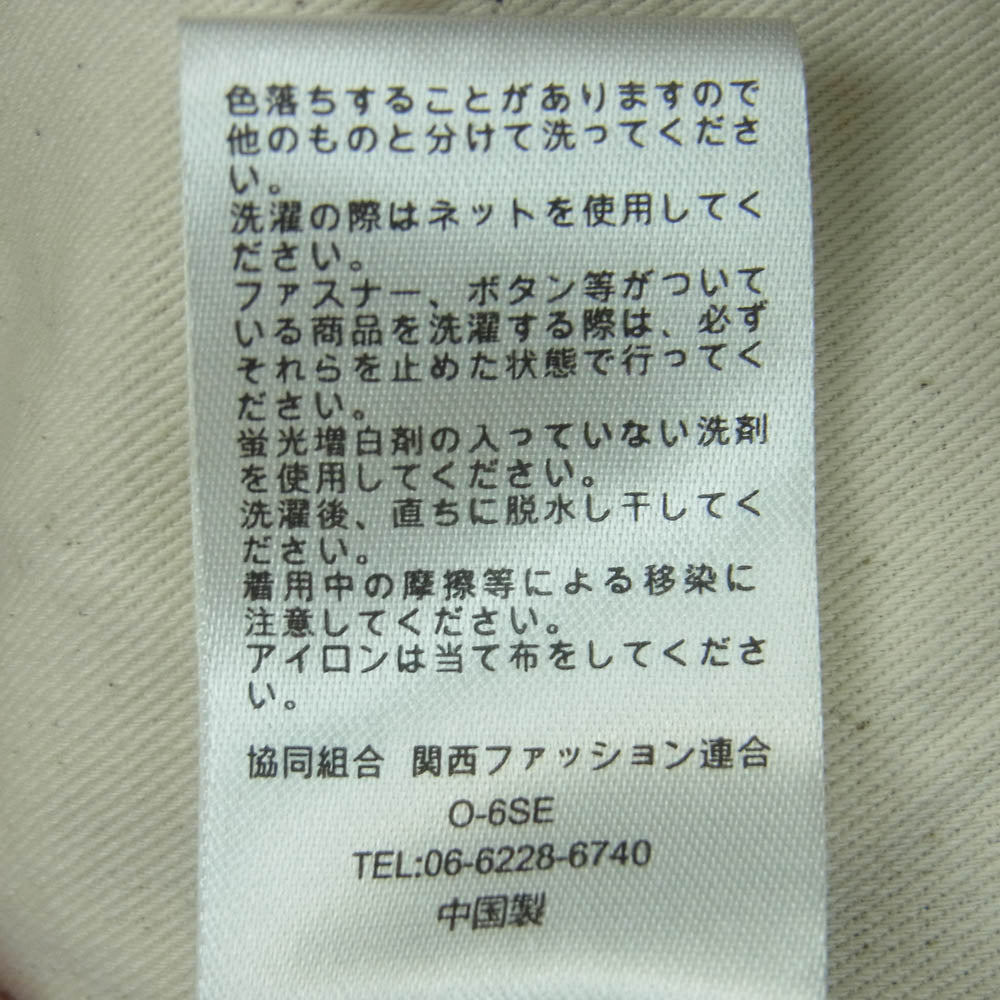 色落ちすることがありますので
他のものと分けて洗ってくださ
い。
洗濯の際はネットを使用してく
ださい。
ファスナー、ボタン等がついて
いる商品を洗濯する際は、必ず
それらを止めた状態で行ってく
ださい。
蛍光増白剤の入っていない洗剤
を使用してください。
洗濯後、直ちに脱水し干してく
ださい。
着用中の摩擦等による移染に
注意してください。
アイロンは当て布をしてくださ
い。
協同組合 関西ファッション連合
O-6SE
TEL:06-6228-6740
中国製